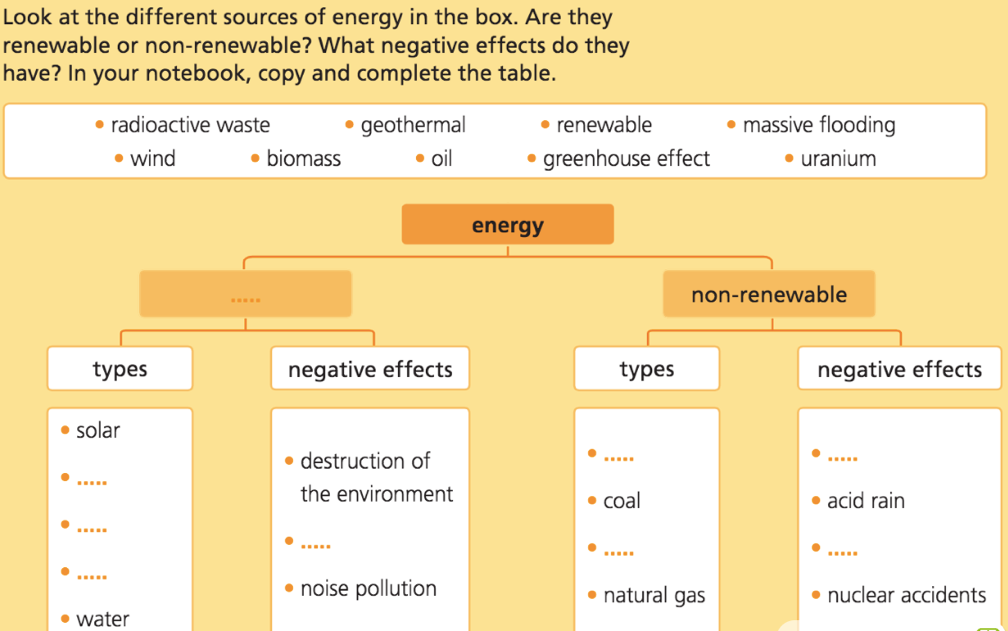 Look at the different sources of energy in the box. Are they
renewable or non-renewable? What negative effects do they
have? In your notebook, copy and complete the table.
• radioactive waste • geothermal • renewable • massive flooding
• wind • biomass • oil • greenhouse effect • uranium
energy
..... non-renewable
types negative effects types negative effects
• solar
• .....
• .....
• .....
• water
• destruction of
the environment
• .....
• noise pollution
• .....
• coal
• .....
• natural gas
• .....
• acid rain
• .....
• nuclear accidents